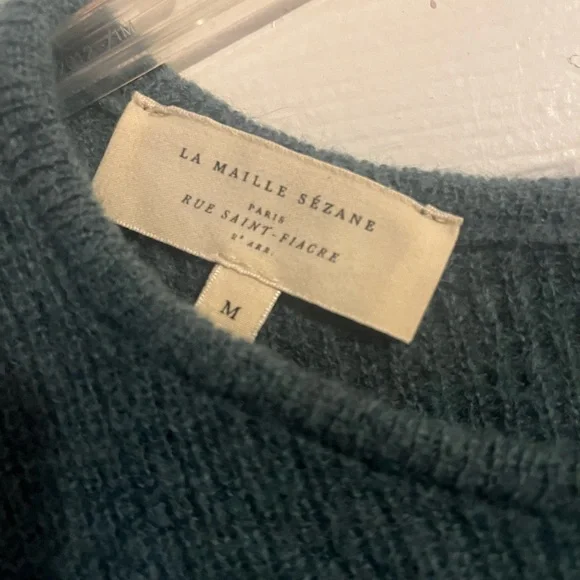 LA MAILLE SÉZANE
PARIS
RUE SAINT-FIACRE
2e ARR.
M